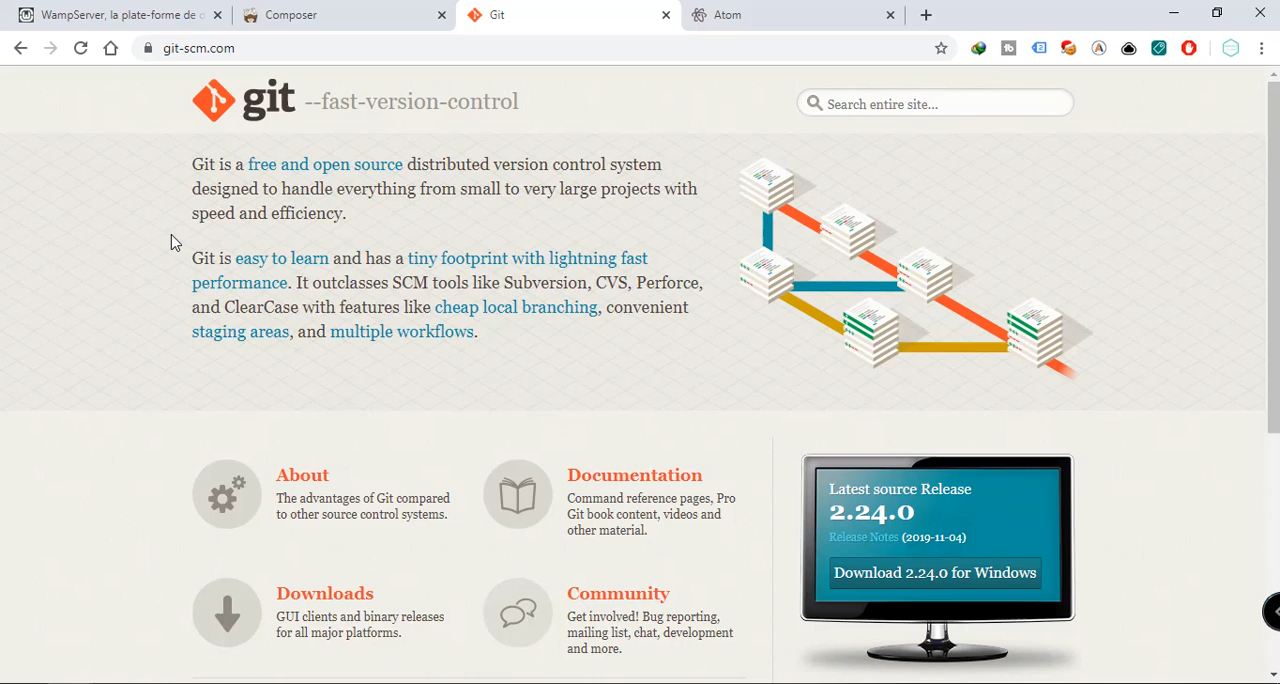 WampServer, la plate-forme de d
Composer
Git
Atom
git-scm.com
git --fast-version-control
Search entire site...
Git is a free and open source distributed version control system
designed to handle everything from small to very large projects with
speed and efficiency.
Git is easy to learn and has a tiny footprint with lightning fast
performance. It outclasses SCM tools like Subversion, CVS, Perforce,
and ClearCase with features like cheap local branching, convenient
staging areas, and multiple workflows.
About
The advantages of Git compared
to other source control systems.
Documentation
Command reference pages, Pro
Git book content, videos and
other material.
Downloads
GUI clients and binary releases
for all major platforms.
Community
Get involved! Bug reporting,
mailing list, chat, development
and more.
Latest source Release
2.24.0
Release Notes (2019-11-04)
Download 2.24.0 for Windows